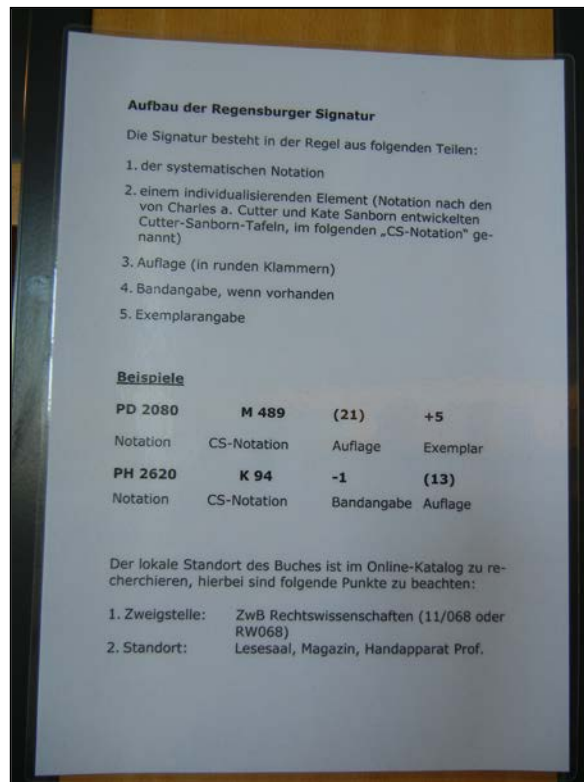 Aufbau der Regensburger Signatur
Die Signatur besteht in der Regel aus folgenden Teilen:
1. der systematischen Notation
2. einem individualisierenden Element (Notation nach den
von Charles a. Cutter und Kate Sanborn entwickelten
Cutter-Sanborn-Tafeln, im folgenden „CS-Notation" ge-
nannt)
3. Auflage (in runden Klammern)
4. Bandangabe, wenn vorhanden
5. Exemplarangabe
Beispiele
PD 2080 M 489 (21) +5
Notation CS-Notation Auflage Exemplar
PH 2620 K 94 -1 (13)
Notation CS-Notation Bandangabe Auflage
Der lokale Standort des Buches ist im Online-Katalog zu re-
cherchieren, hierbei sind folgende Punkte zu beachten:
1. Zweigstelle: ZwB Rechtswissenschaften (11/068 oder
RW068)
2. Standort: Lesesaal, Magazin, Handapparat Prof.